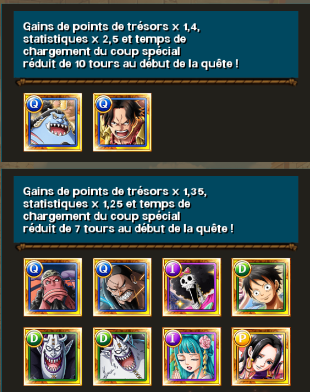 Gains de points de trésors x 1,4,
statistiques x 2,5 et temps de
chargement du coup spécial
réduit de 10 tours au début de la quête !
Q Q
Gains de points de trésors x 1,35,
statistiques x 1,25 et temps de
chargement du coup spécial
réduit de 7 tours au début de la quête !
Q Q I D
D D I P